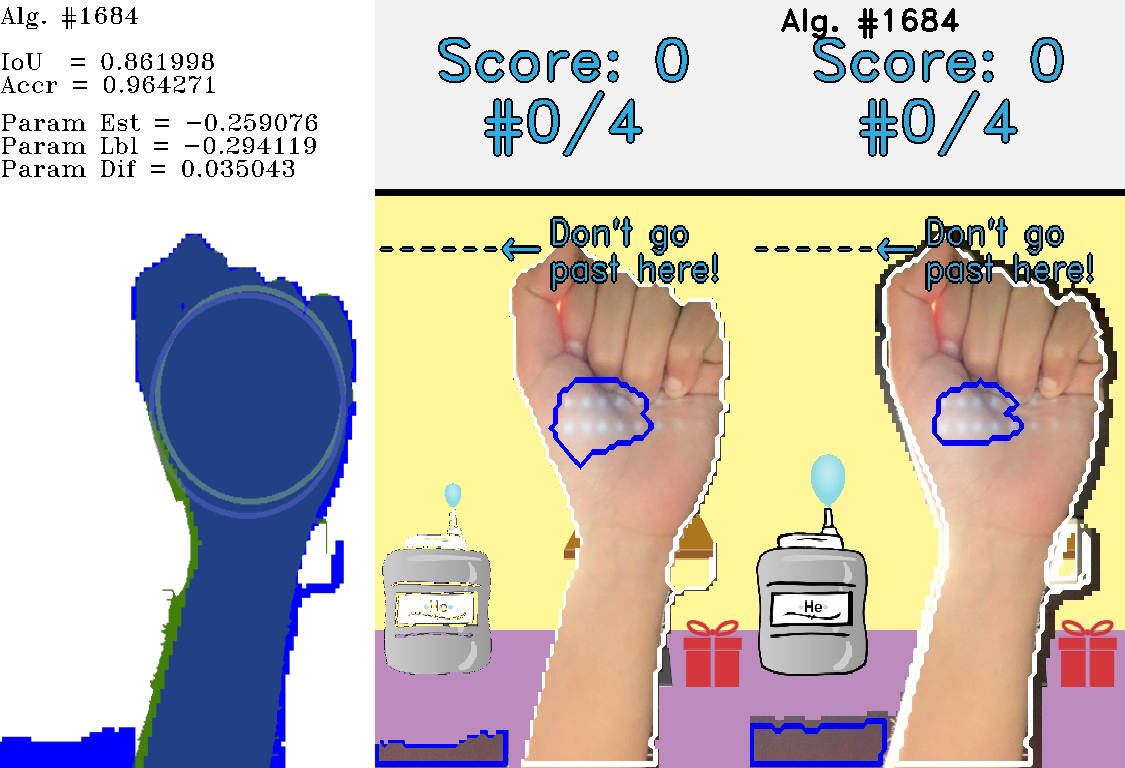 Alg. #1684
IoU = 0.861998
Accr = 0.964271
Param Est = −0.259076
Param Lbl = −0.294119
Param Dif = 0.035043
Score: 0
#0/4
Don't go
past here!
He
Alg. #1684
Score: 0
#0/4
Don't go
past here!
He